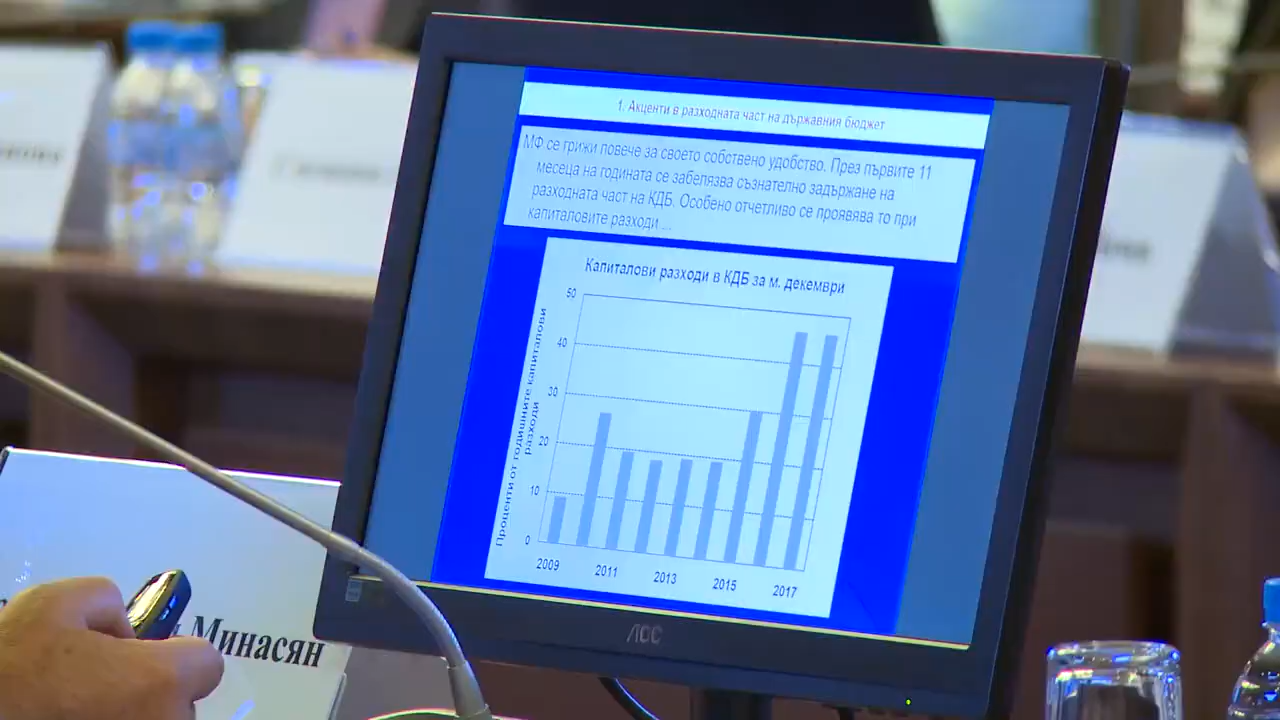 1. Акценти в разходната част на държавния бюджет
МФ се грижи повече за своето собствено удобство. През първите 11
месеца на годината се забелязва съзнателно задържане на
разходната част на КДБ. Особено отчетливо се проявява то при
капиталовите разходи ...
Капиталови разходи в КДБ за м. декември
Проценти от годишните капиталови
разходи
50
40
30
20
10
0
2009
2011
2013
2015
2017
AOC
Минасян